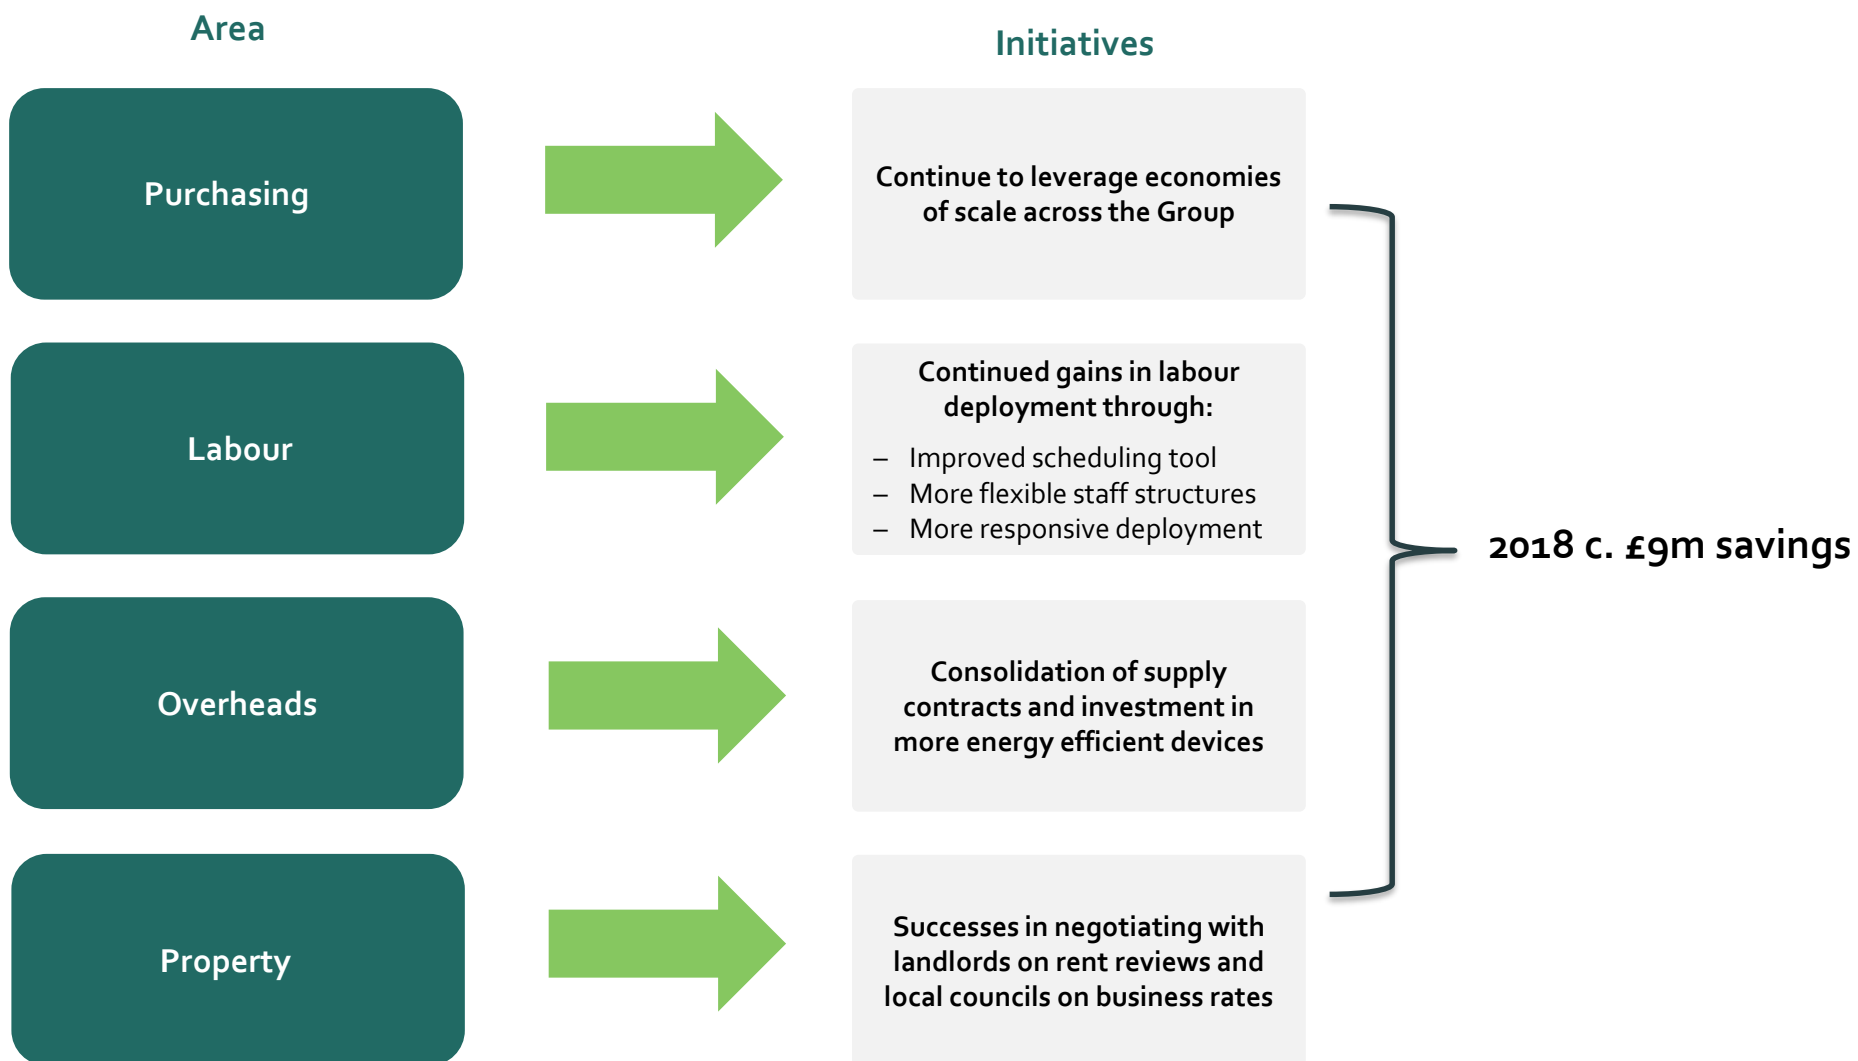 Area
Initiatives
Purchasing
Continue to leverage economies
of scale across the Group
Labour
Continued gains in labour
deployment through:
– Improved scheduling tool
– More flexible staff structures
– More responsive deployment
2018 c. £9m savings
Overheads
Consolidation of supply
contracts and investment in
more energy efficient devices
Property
Successes in negotiating with
landlords on rent reviews and
local councils on business rates